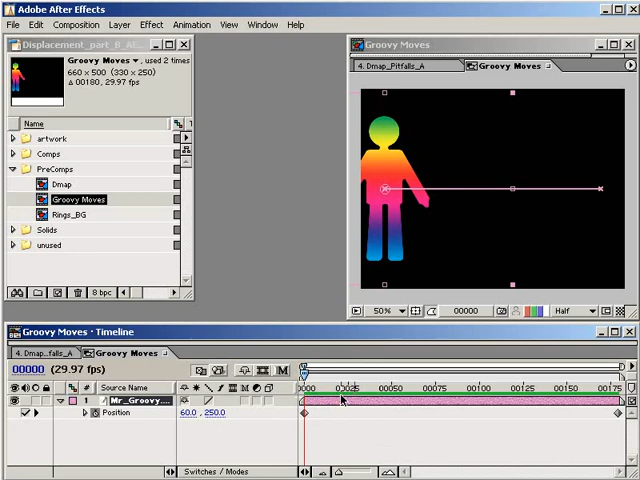 Adobe After Effects
File Edit Composition Layer Effect Animation View Window Help
Displacement_part_B_AE...
Groovy Moves , used 2 times
660 x 500 (330 x 250)
Δ 00180, 29.97 fps
Name
artwork
Comps
PreComps
Dmap
Groovy Moves
Rings_BG
Solids
unused
8 bpc
Groovy Moves
4. Dmap_Pitfalls_A
Groovy Moves
50%
00000
Half
Groovy Moves · Timeline
4. Dmap...tfalls_A
Groovy Moves
00000 (29.97 fps)
# Source Name
0000 00025 00050 00075 00100 00125 00150 00175
1 Mr_Groovy....
Position 60.0 , 250.0
Switches / Modes